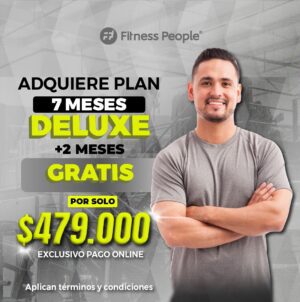 Fitness People®
ADQUIERE PLAN
7 MESES
DELUXE
+2 MESES
GRATIS
POR SOLO
$479.000
EXCLUSIVO PAGO ONLINE
Aplican términos y condiciones